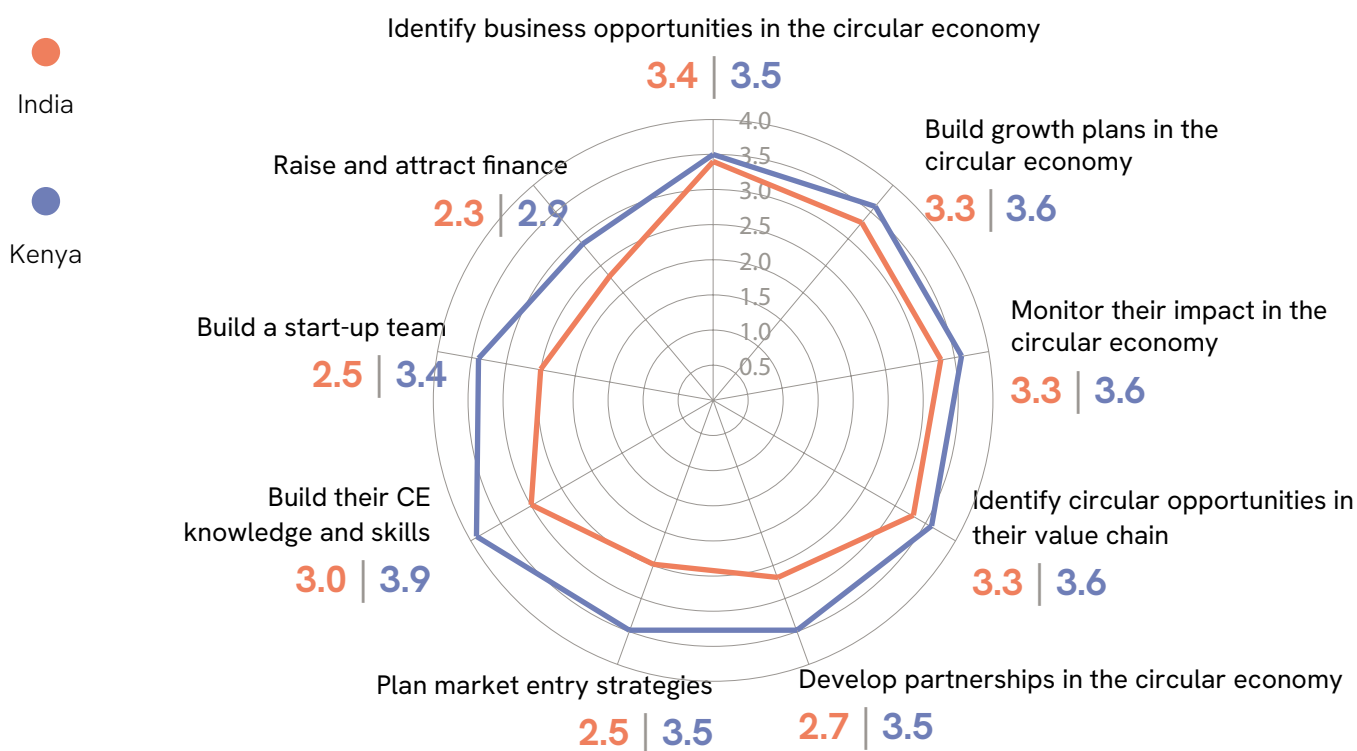 Identify business opportunities in the circular economy
3.4 | 3.5
India
Kenya
4.0
3.5
3.0
2.5
2.0
1.5
1.0
0.5
Build growth plans in the
circular economy
3.3 | 3.6
Monitor their impact in the
circular economy
3.3 | 3.6
Identify circular opportunities in
their value chain
3.3 | 3.6
Develop partnerships in the circular economy
2.7 | 3.5
Plan market entry strategies
2.5 | 3.5
Build their CE
knowledge and skills
3.0 | 3.9
Build a start-up team
2.5 | 3.4
Raise and attract finance
2.3 | 2.9